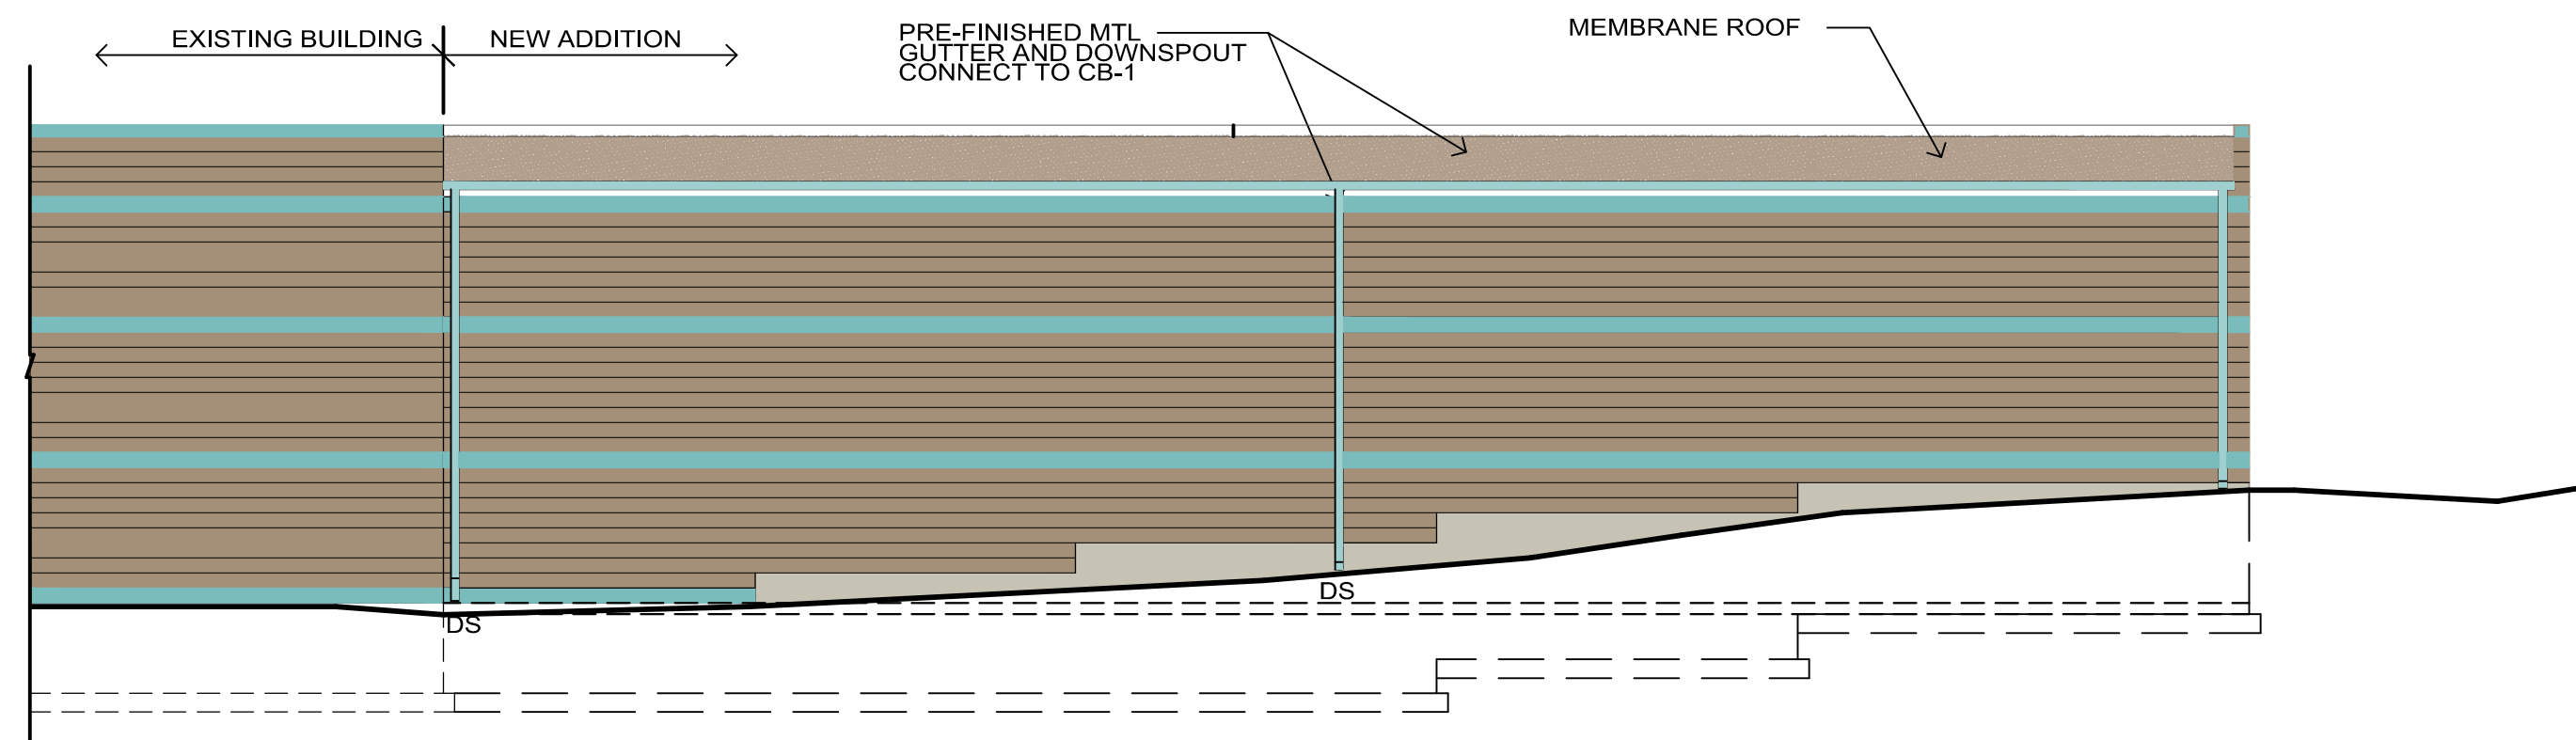 EXISTING BUILDING
NEW ADDITION
PRE-FINISHED MTL
GUTTER AND DOWNSPOUT
CONNECT TO CB-1
MEMBRANE ROOF
DS
DS